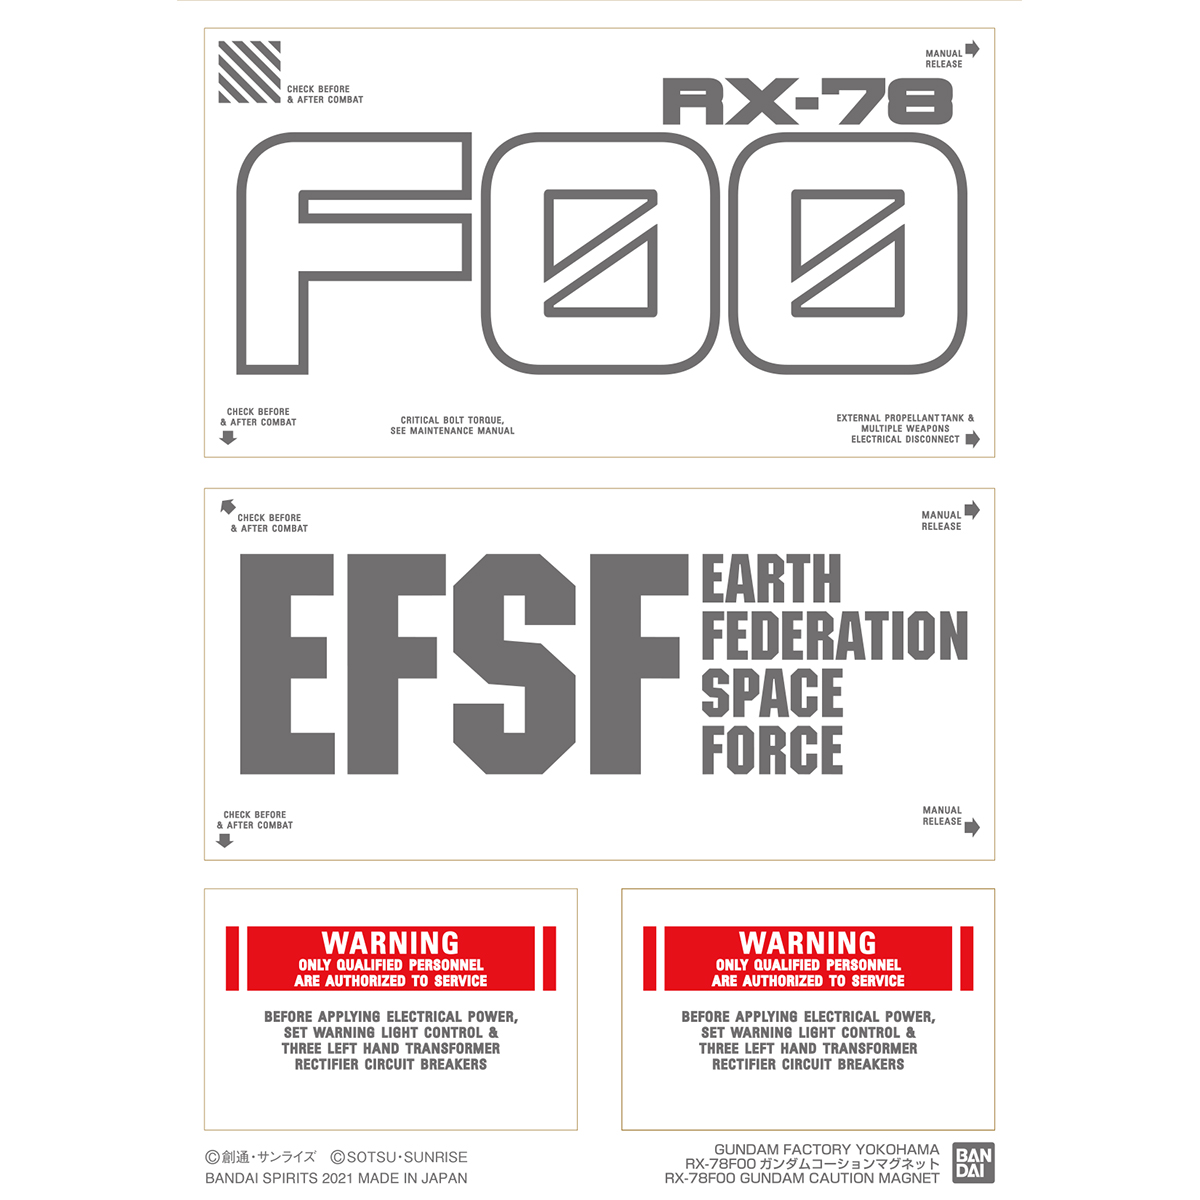 CHECK BEFORE
& AFTER COMBAT
MANUAL
RELEASE
RX-78
F00
CHECK BEFORE
& AFTER COMBAT
CRITICAL BOLT TORQUE,
SEE MAINTENANCE MANUAL
EXTERNAL PROPELLANT TANK &
MULTIPLE WEAPONS
ELECTRICAL DISCONNECT
CHECK BEFORE
& AFTER COMBAT
MANUAL
RELEASE
EFSF
EARTH
FEDERATION
SPACE
FORCE
CHECK BEFORE
& AFTER COMBAT
MANUAL
RELEASE
WARNING
ONLY QUALIFIED PERSONNEL
ARE AUTHORIZED TO SERVICE
BEFORE APPLYING ELECTRICAL POWER,
SET WARNING LIGHT CONTROL &
THREE LEFT HAND TRANSFORMER
RECTIFIER CIRCUIT BREAKERS
WARNING
ONLY QUALIFIED PERSONNEL
ARE AUTHORIZED TO SERVICE
BEFORE APPLYING ELECTRICAL POWER,
SET WARNING LIGHT CONTROL &
THREE LEFT HAND TRANSFORMER
RECTIFIER CIRCUIT BREAKERS
©創通・サンライズ ©SOTSU・SUNRISE
BANDAI SPIRITS 2021 MADE IN JAPAN
GUNDAM FACTORY YOKOHAMA
RX-78F00 ガンダムコーションマグネット
RX-78F00 GUNDAM CAUTION MAGNET
BAN
DAI